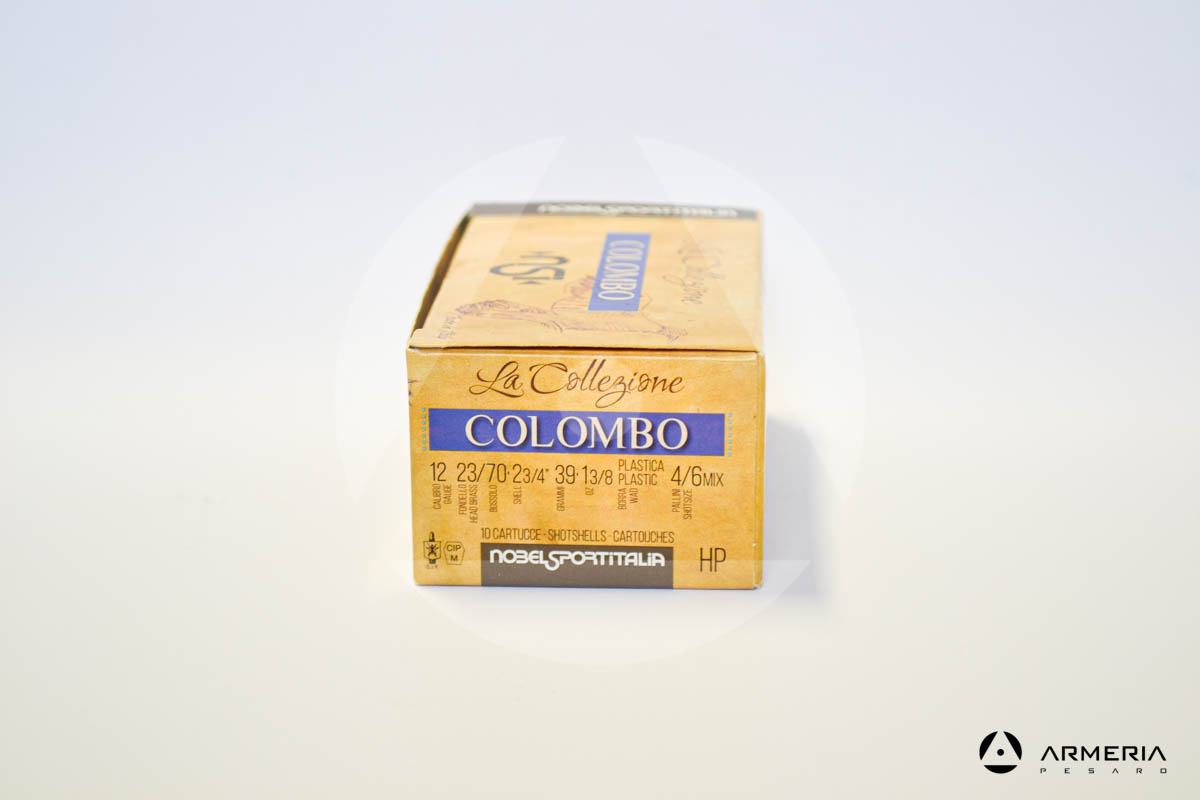 NOBELSPORTITALIA
La Collezione
COLOMBO
NSI
La Collezione
COLOMBO
12 23/70·2 3/4" 39·1 3/8 PLASTICA PLASTIC 4/6 MIX
CALIBRO GAUGE FONDELLO HEAD BRASS BOSSOLO SHELL GRAMMI OZ BORRA WAD PALLINI SHOTSIZE
10 CARTUCCE · SHOTSHELLS · CARTOUCHES
CIP M
NOBELSPORTITALIA HP
ARMERIA
PESARO